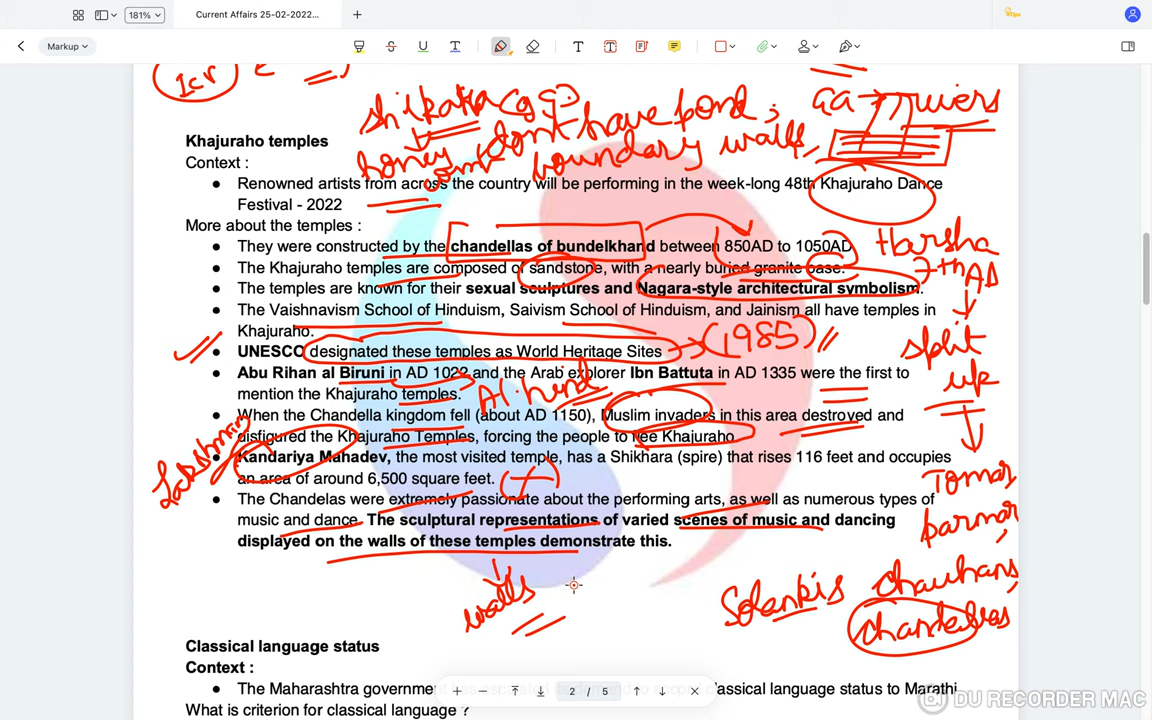 181%
Current Affairs 25-02-2022...
Markup
Icr
shikara
don't have pond;
honey comb
boundary walls
Khajuraho temples
Context :
Renowned artists from across the country will be performing in the week-long 48th Khajuraho Dance
Festival - 2022
More about the temples :
They were constructed by the chandellas of bundelkhand between 850AD to 1050AD
Harsha
The Khajuraho temples are composed of sandstone, with a nearly buried granite base.
7th AD
The temples are known for their sexual sculptures and Nagara-style architectural symbolism.
The Vaishnavism School of Hinduism, Saivism School of Hinduism, and Jainism all have temples in
Khajuraho.
(1985)
split
up
UNESCO designated these temples as World Heritage Sites
Abu Rihan al Biruni in AD 1022 and the Arab explorer Ibn Battuta in AD 1335 were the first to
mention the Khajuraho temples.
Al-hend
When the Chandella kingdom fell (about AD 1150), Muslim invaders in this area destroyed and
disfigured the Khajuraho Temples, forcing the people to flee Khajuraho
Lakshman
Kandariya Mahadev, the most visited temple, has a Shikhara (spire) that rises 116 feet and occupies
an area of around 6,500 square feet.
Tomar
The Chandelas were extremely passionate about the performing arts, as well as numerous types of
music and dance. The sculptural representations of varied scenes of music and dancing
displayed on the walls of these temples demonstrate this.
parmar,
walls
Solankis
chauhans,
chandellas
Classical language status
Context :
The Maharashtra government
classical language status to Marathi
What is criterion for classical language ?
2 / 5
DU RECORDER MAC